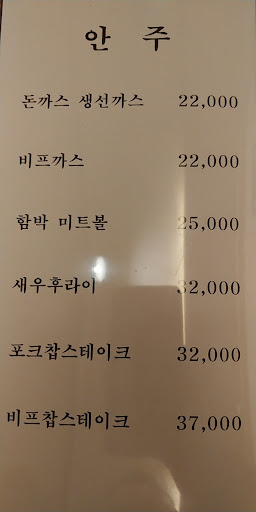 안 주
돈까스 생선까스 22,000
비프까스 22,000
함박 미트볼 25,000
새우후라이 32,000
포크찹스테이크 32,000
비프찹스테이크 37,000